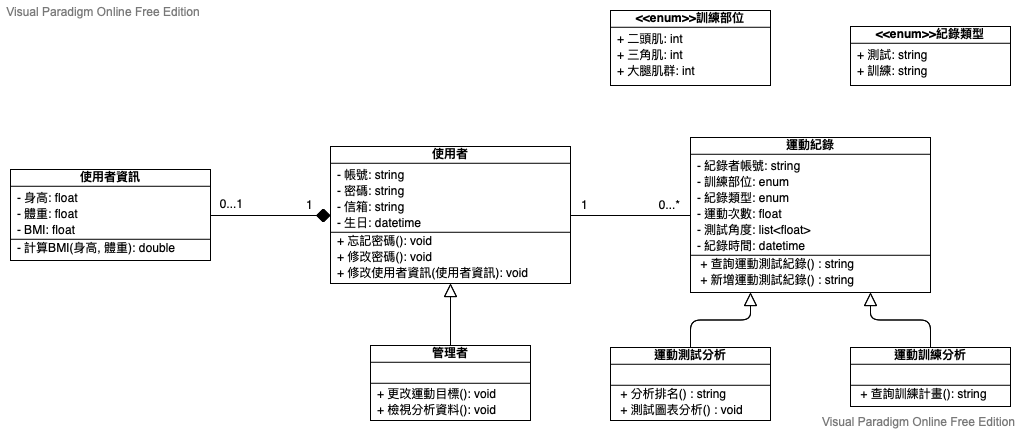 Visual Paradigm Online Free Edition
<<enum>>訓練部位
+ 二頭肌: int
+ 三角肌: int
+ 大腿肌群: int
<<enum>>紀錄類型
+ 測試: string
+ 訓練: string
使用者資訊
- 身高: float
- 體重: float
- BMI: float
- 計算BMI(身高, 體重): double
0...1
1
使用者
- 帳號: string
- 密碼: string
- 信箱: string
- 生日: datetime
+ 忘記密碼(): void
+ 修改密碼(): void
+ 修改使用者資訊(使用者資訊): void
1
0...*
運動紀錄
- 紀錄者帳號: string
- 訓練部位: enum
- 紀錄類型: enum
- 運動次數: float
- 測試角度: list<float>
- 紀錄時間: datetime
+ 查詢運動測試紀錄() : string
+ 新增運動測試紀錄() : string
管理者
+ 更改運動目標(): void
+ 檢視分析資料(): void
運動測試分析
+ 分析排名() : string
+ 測試圖表分析() : void
運動訓練分析
+ 查詢訓練計畫(): string
Visual Paradigm Online Free Edition